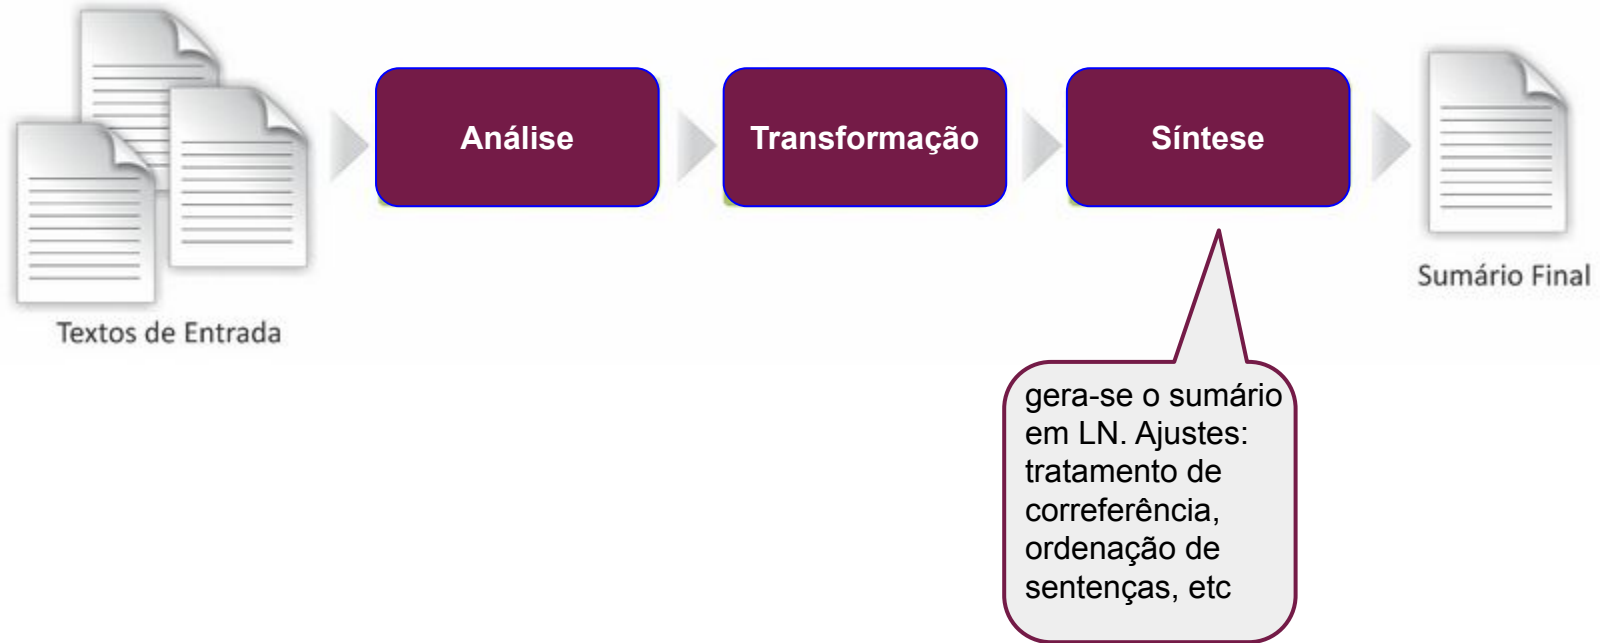 Análise
Transformação
Síntese
Textos de Entrada
Sumário Final
gera-se o sumário
em LN. Ajustes:
tratamento de
correferência,
ordenação de
sentenças, etc